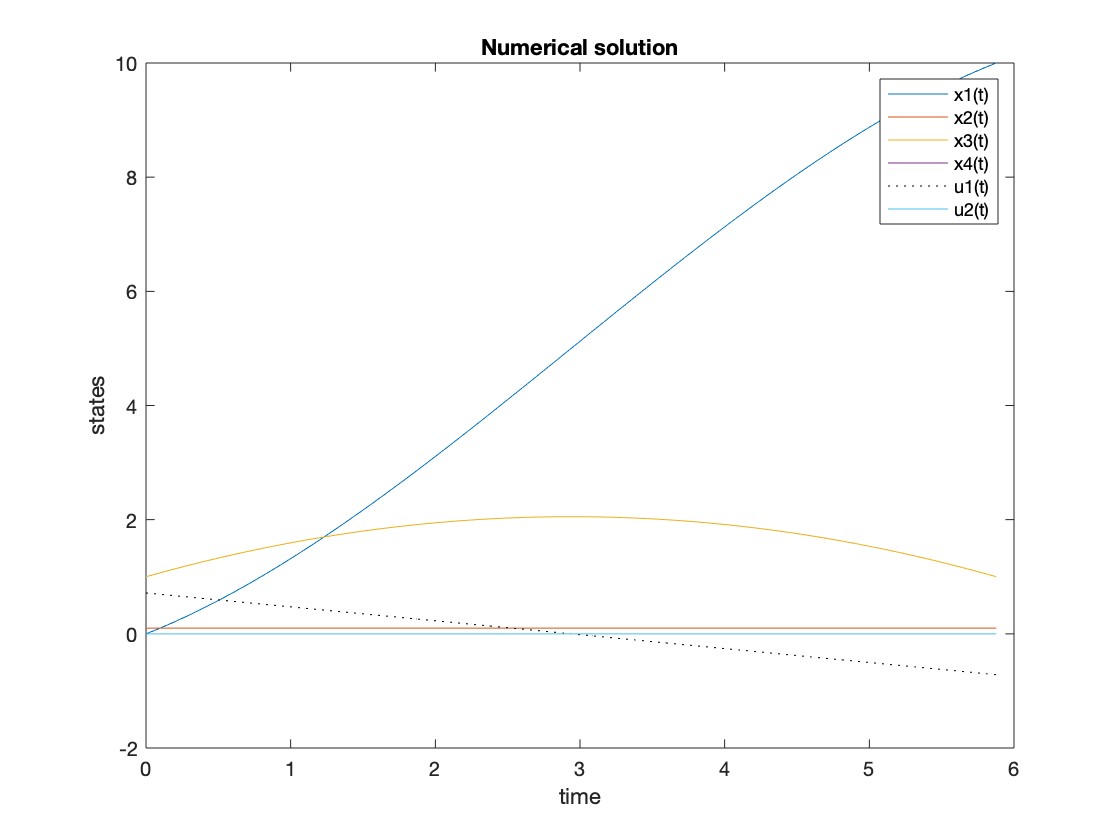 Numerical solution
10
8
6
4
2
0
-2
states
x1(t)
x2(t)
x3(t)
x4(t)
u1(t)
u2(t)
0 1 2 3 4 5 6
time